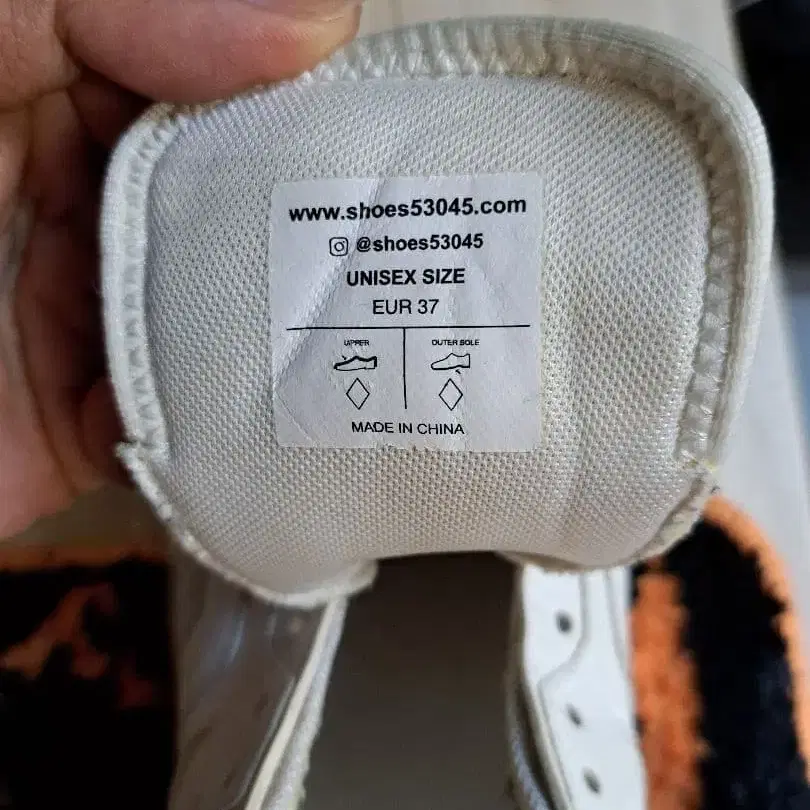 www.shoes53045.com
@shoes53045
UNISEX SIZE
EUR 37
UPPER
OUTER SOLE
MADE IN CHINA